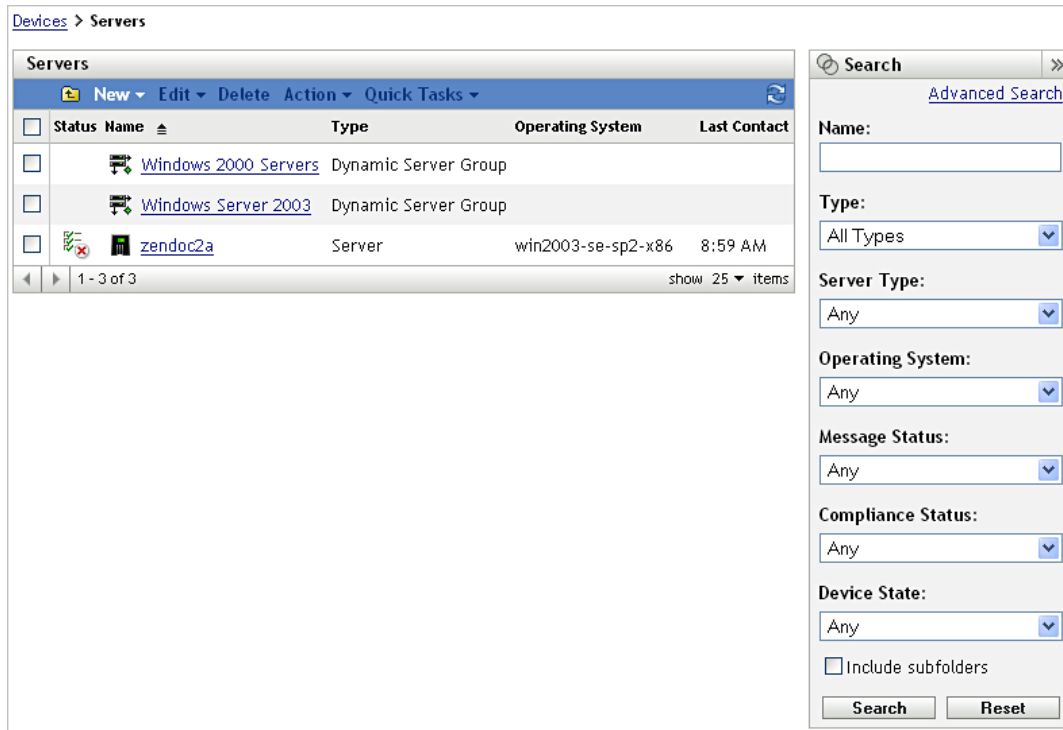 Devices > Servers
Servers
New Edit Delete Action Quick Tasks
Status Name Type Operating System Last Contact
Windows 2000 Servers Dynamic Server Group
Windows Server 2003 Dynamic Server Group
zendoc2a Server win2003-se-sp2-x86 8:59 AM
1 - 3 of 3 show 25 items
Search »
Advanced Search
Name:
Type:
All Types
Server Type:
Any
Operating System:
Any
Message Status:
Any
Compliance Status:
Any
Device State:
Any
Include subfolders
Search Reset